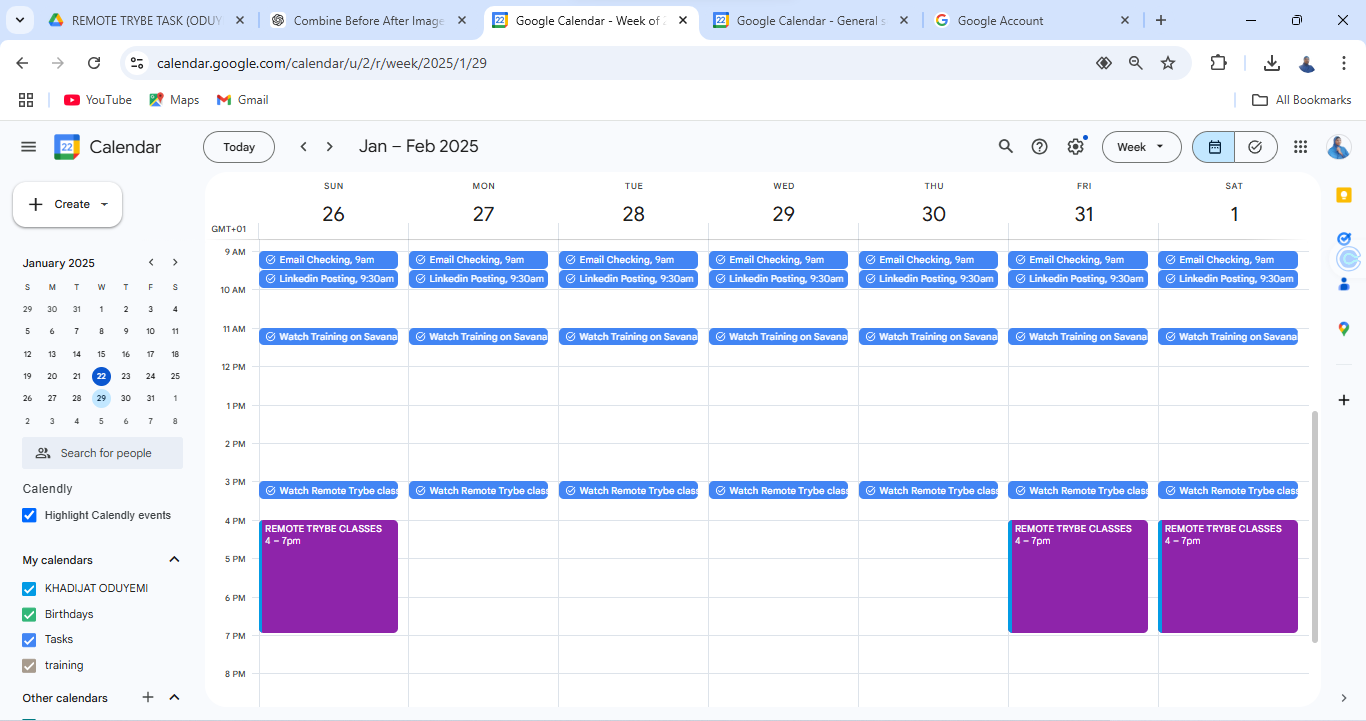 REMOTE TRYBE TASK (ODUY
Combine Before After Image
Google Calendar - Week of 2
Google Calendar - General s
Google Account
calendar.google.com/calendar/u/2/r/week/2025/1/29
YouTube
Maps
Gmail
All Bookmarks
22 Calendar
Today
Jan – Feb 2025
Week
Create
SUN MON TUE WED THU FRI SAT
26 27 28 29 30 31 1
GMT+01
January 2025
S M T W T F S
29 30 31 1 2 3 4
5 6 7 8 9 10 11
12 13 14 15 16 17 18
19 20 21 22 23 24 25
26 27 28 29 30 31 1
2 3 4 5 6 7 8
Search for people
Calendly
Highlight Calendly events
My calendars
KHADIJAT ODUYEMI
Birthdays
Tasks
training
Other calendars
9 AM
Email Checking, 9am Email Checking, 9am Email Checking, 9am Email Checking, 9am Email Checking, 9am Email Checking, 9am Email Checking, 9am
Linkedin Posting, 9:30am Linkedin Posting, 9:30am Linkedin Posting, 9:30am Linkedin Posting, 9:30am Linkedin Posting, 9:30am Linkedin Posting, 9:30am Linkedin Posting, 9:30am
10 AM
11 AM
Watch Training on Savana Watch Training on Savana Watch Training on Savana Watch Training on Savana Watch Training on Savana Watch Training on Savana Watch Training on Savana
12 PM
1 PM
2 PM
3 PM
Watch Remote Trybe clas Watch Remote Trybe class Watch Remote Trybe clas Watch Remote Trybe class Watch Remote Trybe clas Watch Remote Trybe clas Watch Remote Trybe clas
4 PM
REMOTE TRYBE CLASSES REMOTE TRYBE CLASSES REMOTE TRYBE CLASSES
4 – 7pm 4 – 7pm 4 – 7pm
5 PM
6 PM
7 PM
8 PM